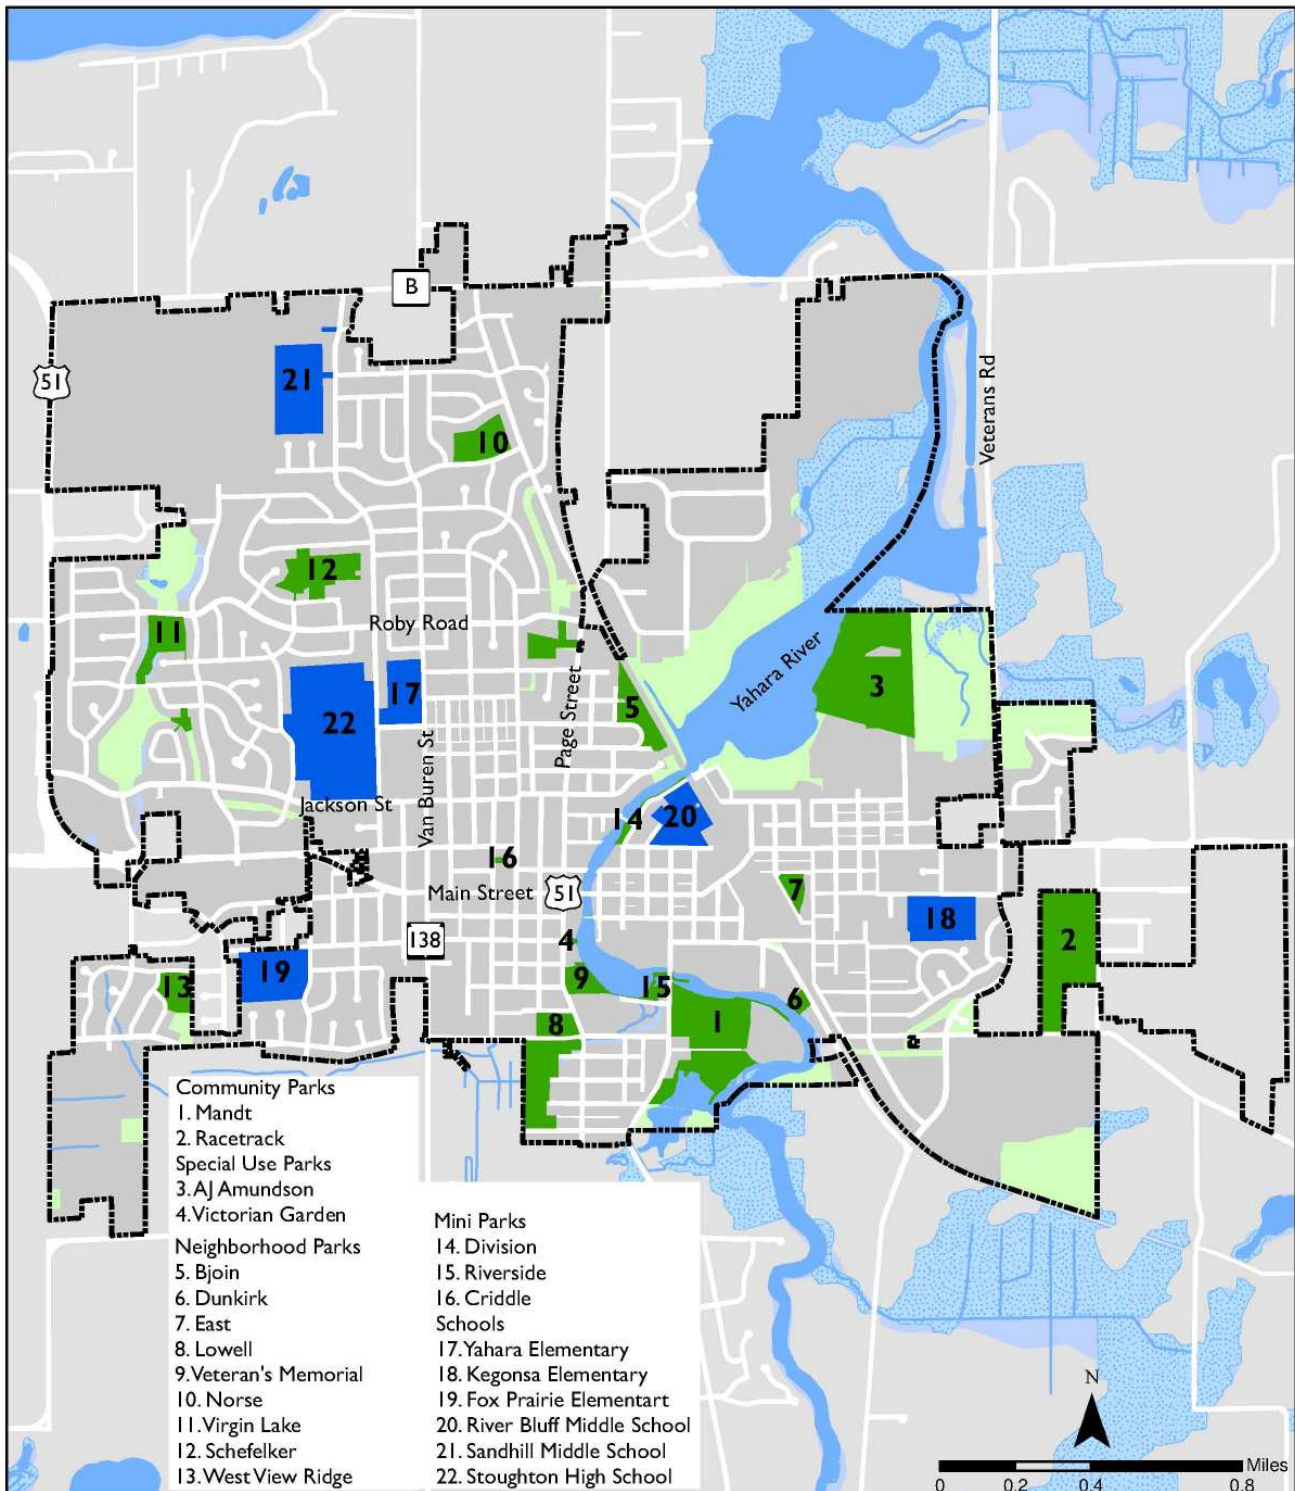 B
21
51
Veterans Rd
10
12
Roby Road
11
17
Yahara River
3
5
22
Page Street
Van Buren St
Jackson St
14
20
16
Main Street
51
7
18
4
138
2
19
13
9
15
6
8
1
Community Parks
1. Mandt
2. Racetrack
Special Use Parks
3. AJ Amundson
4. Victorian Garden
Neighborhood Parks
5. Bjoin
6. Dunkirk
7. East
8. Lowell
9. Veteran's Memorial
10. Norse
11. Virgin Lake
12. Schefelker
13. West View Ridge
Mini Parks
14. Division
15. Riverside
16. Criddle
Schools
17. Yahara Elementary
18. Kegonsa Elementary
19. Fox Prairie Elementart
20. River Bluff Middle School
21. Sandhill Middle School
22. Stoughton High School
N
Miles
0 0.2 0.4 0.8